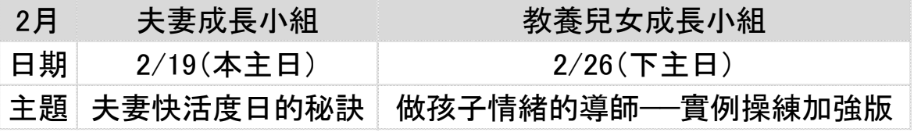 2月 夫妻成長小組 教養兒女成長小組
日期 2/19(本主日) 2/26(下主日)
主題 夫妻快活度日的秘訣 做孩子情緒的導師──實例操練加強版